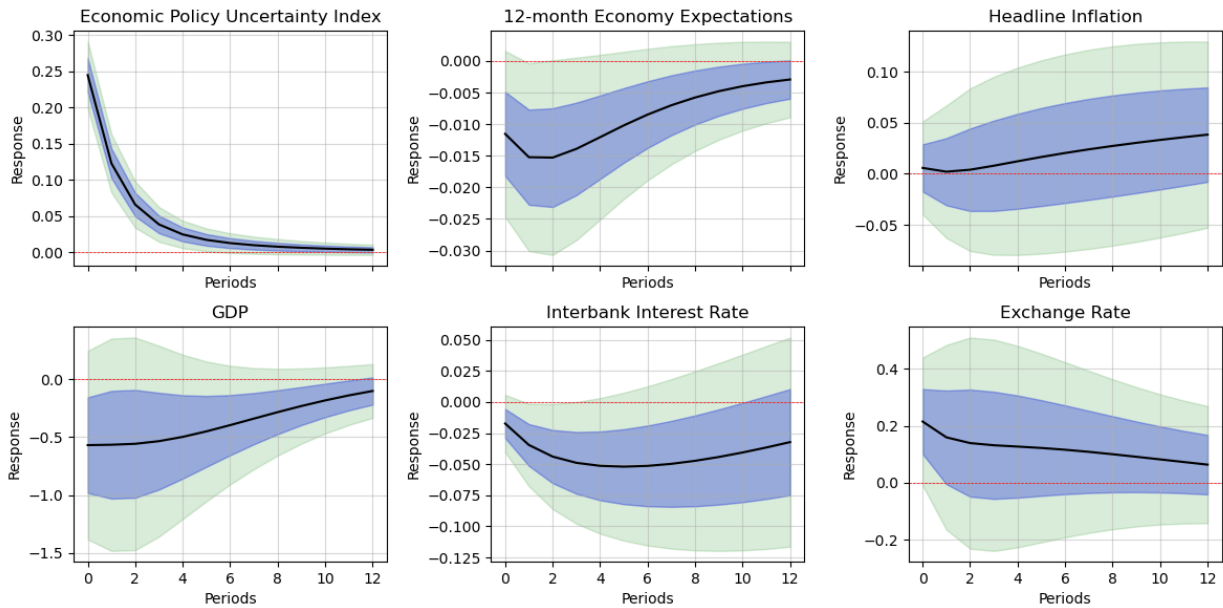 Economic Policy Uncertainty Index
Response
0.30
0.25
0.20
0.15
0.10
0.05
0.00
Periods
12-month Economy Expectations
Response
0.000
−0.005
−0.010
−0.015
−0.020
−0.025
−0.030
Periods
Headline Inflation
Response
0.10
0.05
0.00
−0.05
Periods
GDP
Response
0.0
−0.5
−1.0
−1.5
0 2 4 6 8 10 12
Periods
Interbank Interest Rate
Response
0.050
0.025
0.000
−0.025
−0.050
−0.075
−0.100
−0.125
0 2 4 6 8 10 12
Periods
Exchange Rate
Response
0.4
0.2
0.0
−0.2
0 2 4 6 8 10 12
Periods